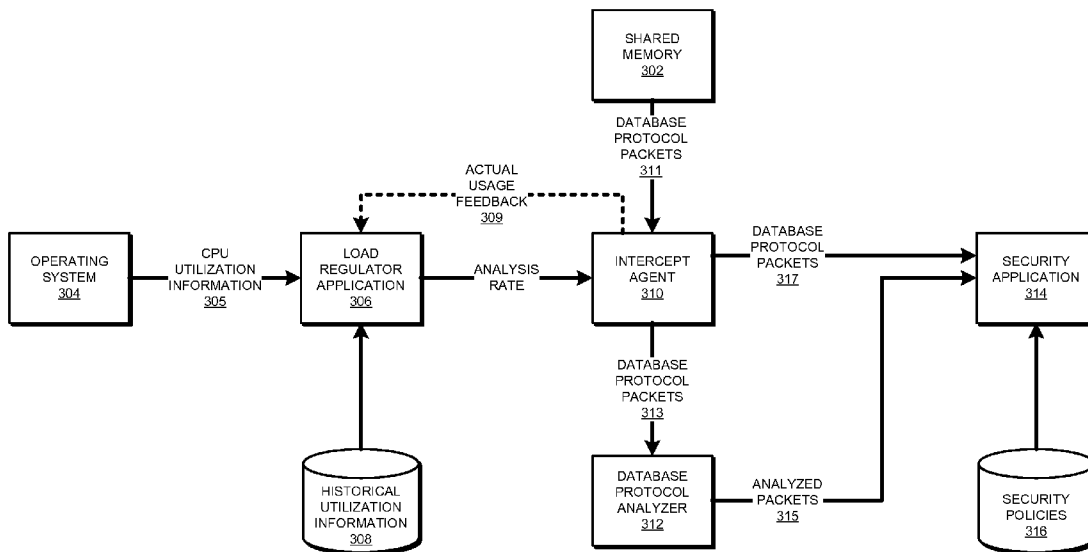 SHARED
MEMORY
302
DATABASE
PROTOCOL
PACKETS
311
ACTUAL
USAGE
FEEDBACK
309
OPERATING
SYSTEM
304
CPU
UTILIZATION
INFORMATION
305
LOAD
REGULATOR
APPLICATION
306
ANALYSIS
RATE
INTERCEPT
AGENT
310
DATABASE
PROTOCOL
PACKETS
317
SECURITY
APPLICATION
314
DATABASE
PROTOCOL
PACKETS
313
HISTORICAL
UTILIZATION
INFORMATION
308
DATABASE
PROTOCOL
ANALYZER
312
ANALYZED
PACKETS
315
SECURITY
POLICIES
316